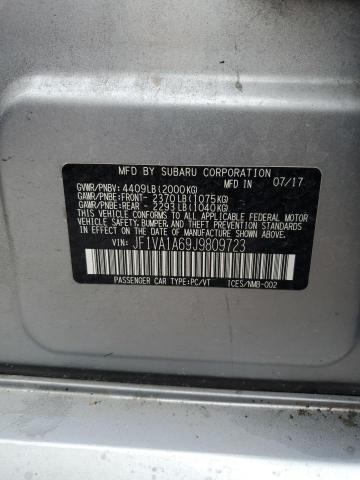 MFD BY SUBARU CORPORATION
GVWR/PNBV: 4409LB(2000KG) 07/17
GAWR/PNBE:FRONT- 2370LB(1075KG)
GAWR/PNBE:REAR - 2293LB(1040KG)
THIS VEHICLE CONFORMS TO ALL APPLICABLE FEDERAL MOTOR
VEHICLE SAFETY, BUMPER, AND THEFT PREVENTION STANDARDS
IN EFFECT ON THE DATE OF MANUFACTURE SHOWN ABOVE.
VIN: JF1VA1A69J9809723
PASSENGER CAR TYPE:PC/VT ICES/NMB-002